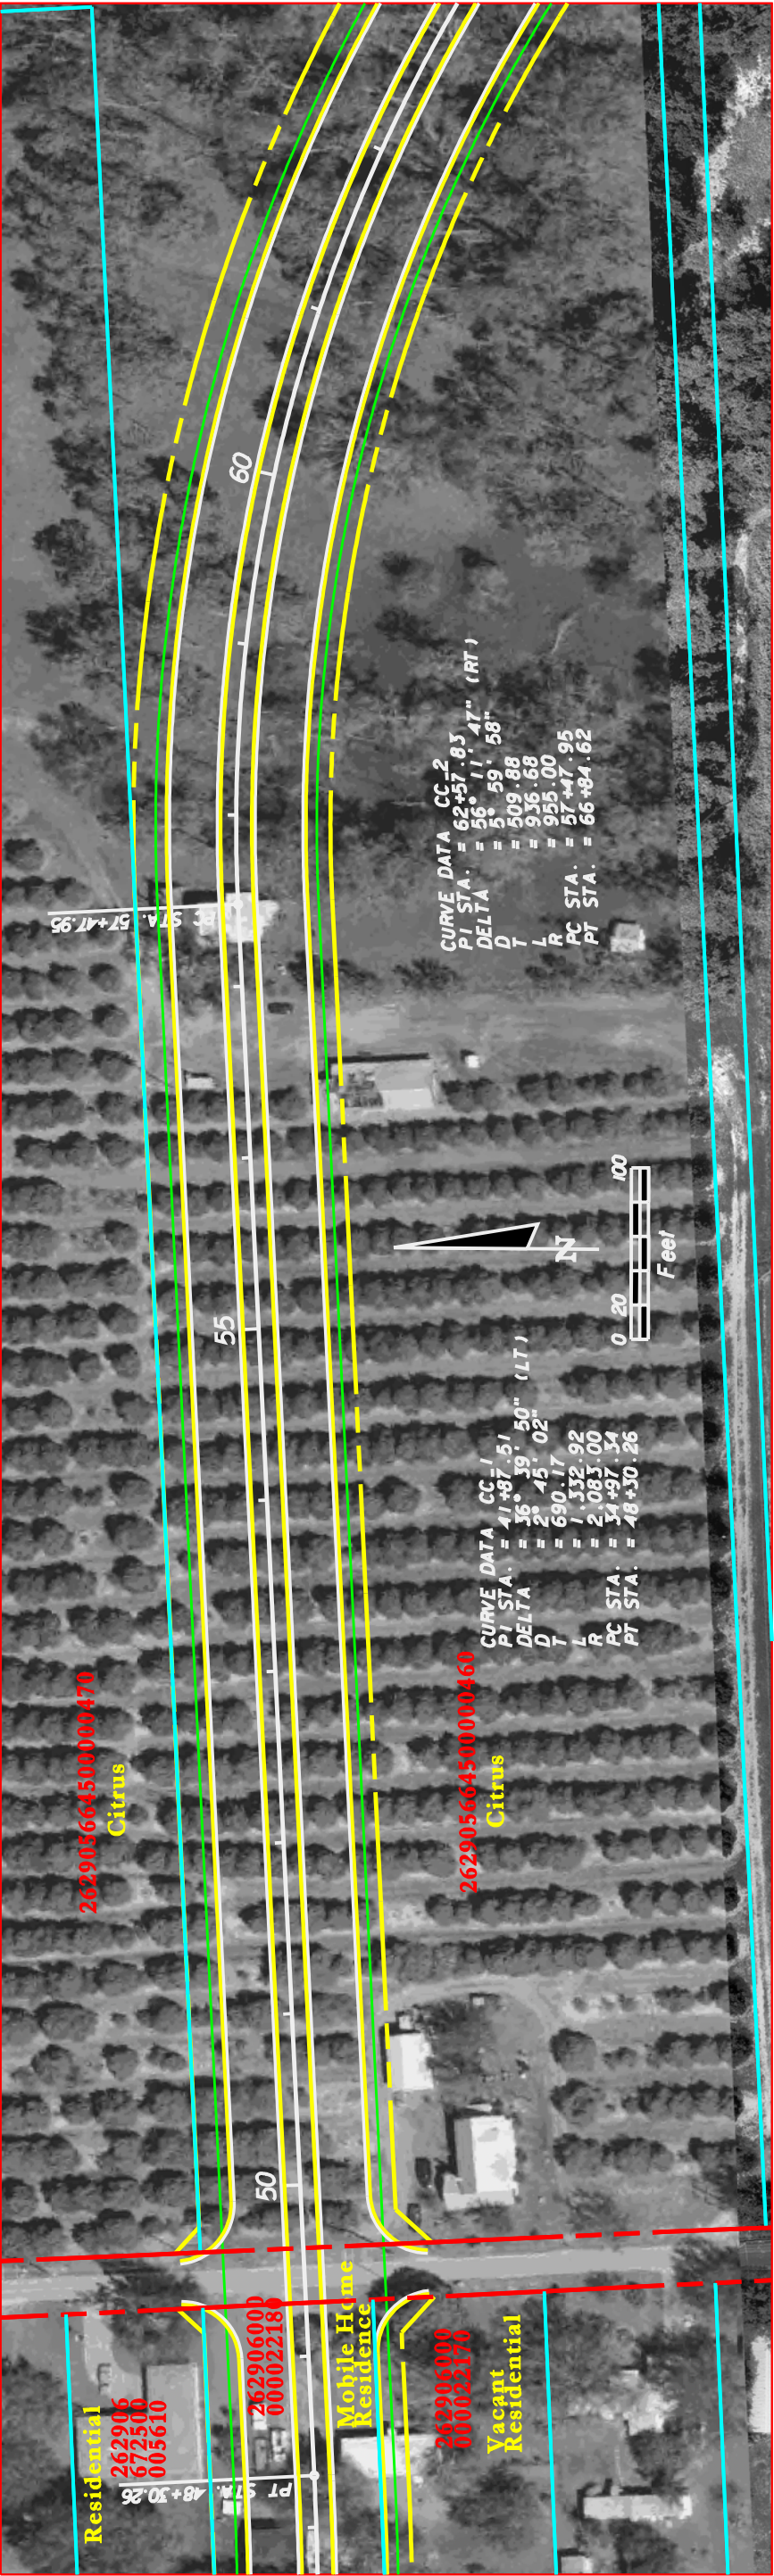 60
CURVE DATA CC_2
PI STA. = 62+57.83
DELTA = 56° 11' 47" (RT)
D = 5° 59' 58"
T = 509.88
L = 936.68
R = 955.00
PC STA. = 57+47.95
PT STA. = 66+84.62
PC STA. 57+47.95
55
N
0 20 100
Feet
CURVE DATA CC_1
PI STA. = 41+87.51
DELTA = 36° 39' 50" (LT)
D = 2° 45' 02"
T = 690.17
L = 1,332.92
R = 2,083.00
PC STA. = 34+97.34
PT STA. = 48+30.26
262905664500000470
Citrus
262905664500000460
Citrus
50
Residential
262906
672500
005610
262906000
000022180
Mobile Home
Residence
262906000
000022170
Vacant
Residential
PT STA. 48+30.26